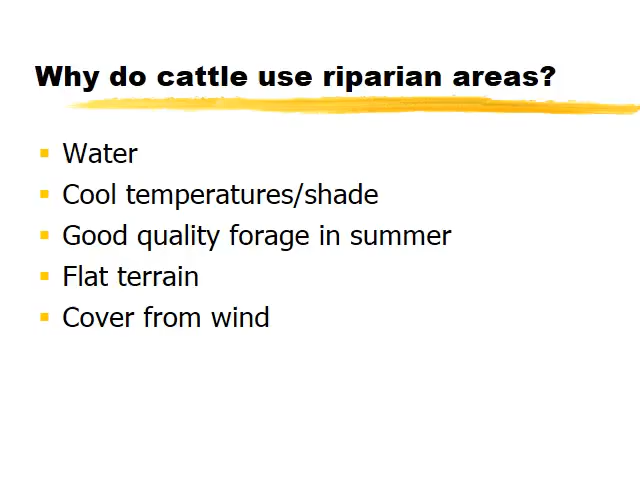 Why do cattle use riparian areas?
Water
Cool temperatures/shade
Good quality forage in summer
Flat terrain
Cover from wind